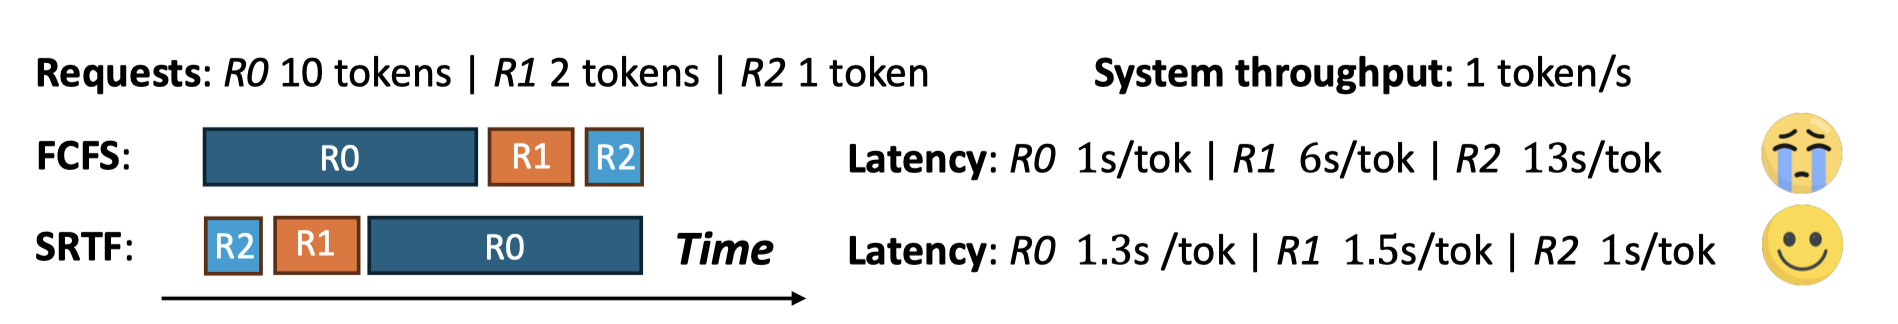 Requests: R0 10 tokens | R1 2 tokens | R2 1 token
System throughput: 1 token/s
FCFS: R0 R1 R2
Latency: R0 1s/tok | R1 6s/tok | R2 13s/tok
SRTF: R2 R1 R0 Time
Latency: R0 1.3s /tok | R1 1.5s/tok | R2 1s/tok